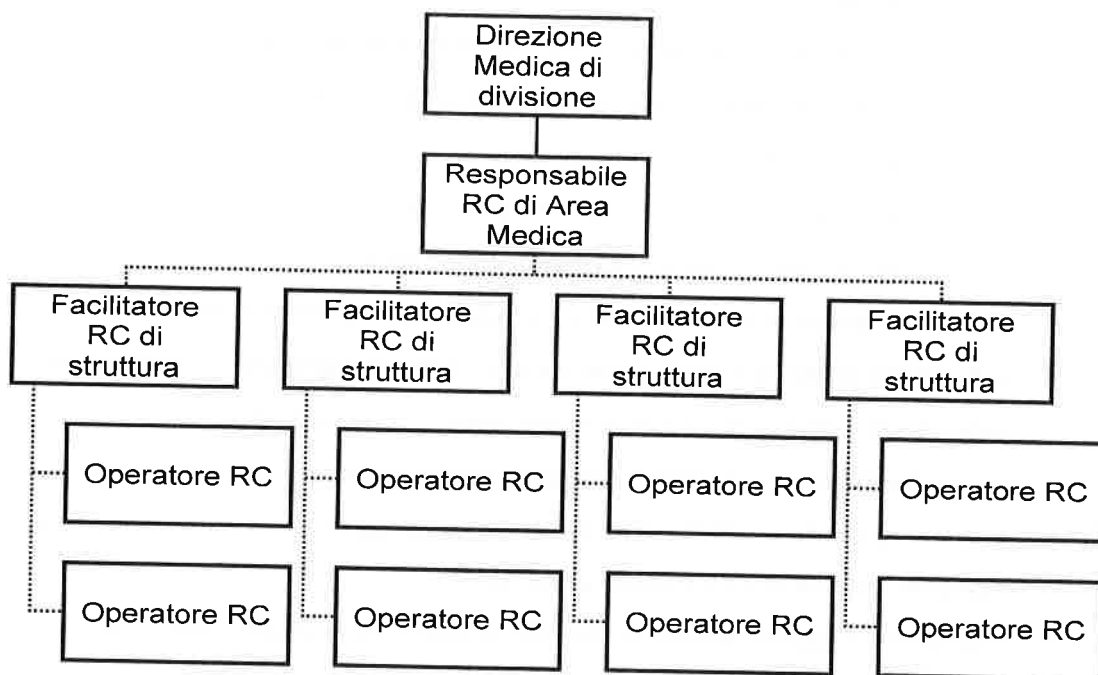 Direzione
Medica di
divisione
Responsabile
RC di Area
Medica
Facilitatore
RC di
struttura
Facilitatore
RC di
struttura
Facilitatore
RC di
struttura
Facilitatore
RC di
struttura
Operatore RC
Operatore RC
Operatore RC
Operatore RC
Operatore RC
Operatore RC
Operatore RC
Operatore RC